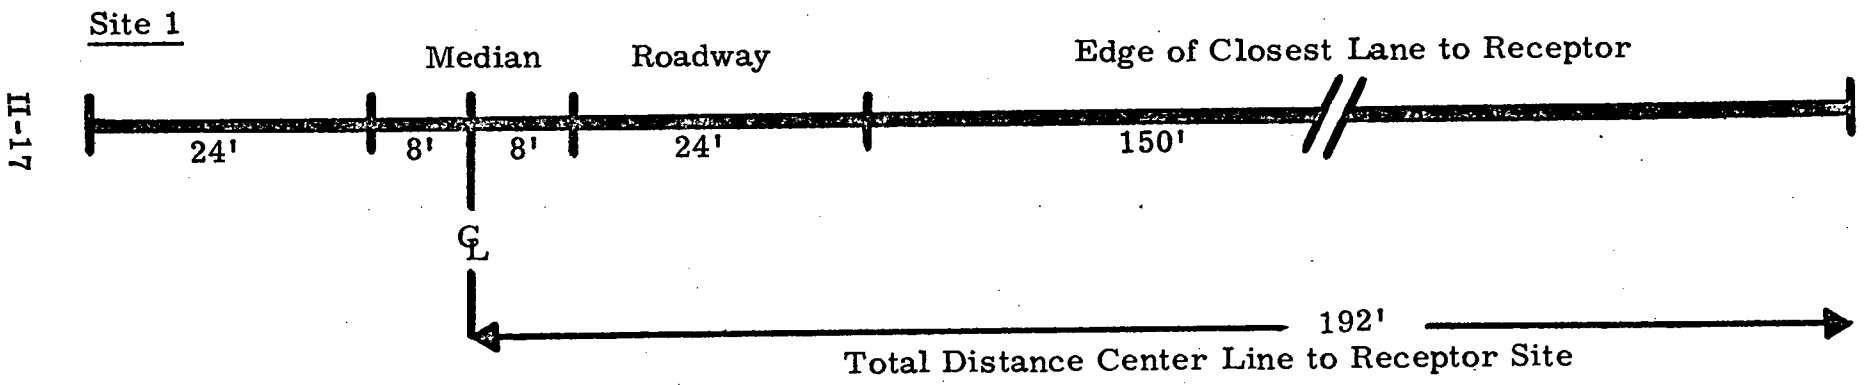 Site 1
Median Roadway Edge of Closest Lane to Receptor
24' 8' 8' 24' 150'
℄
192'
Total Distance Center Line to Receptor Site
II-17